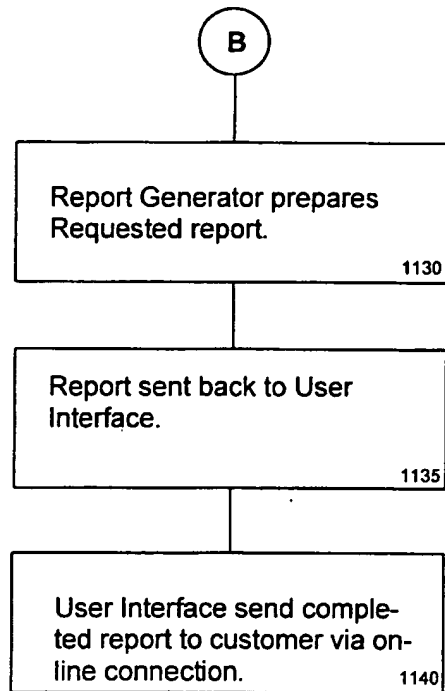 B
Report Generator prepares
Requested report.
1130
Report sent back to User
Interface.
1135
User Interface send comple-
ted report to customer via on-
line connection.
1140